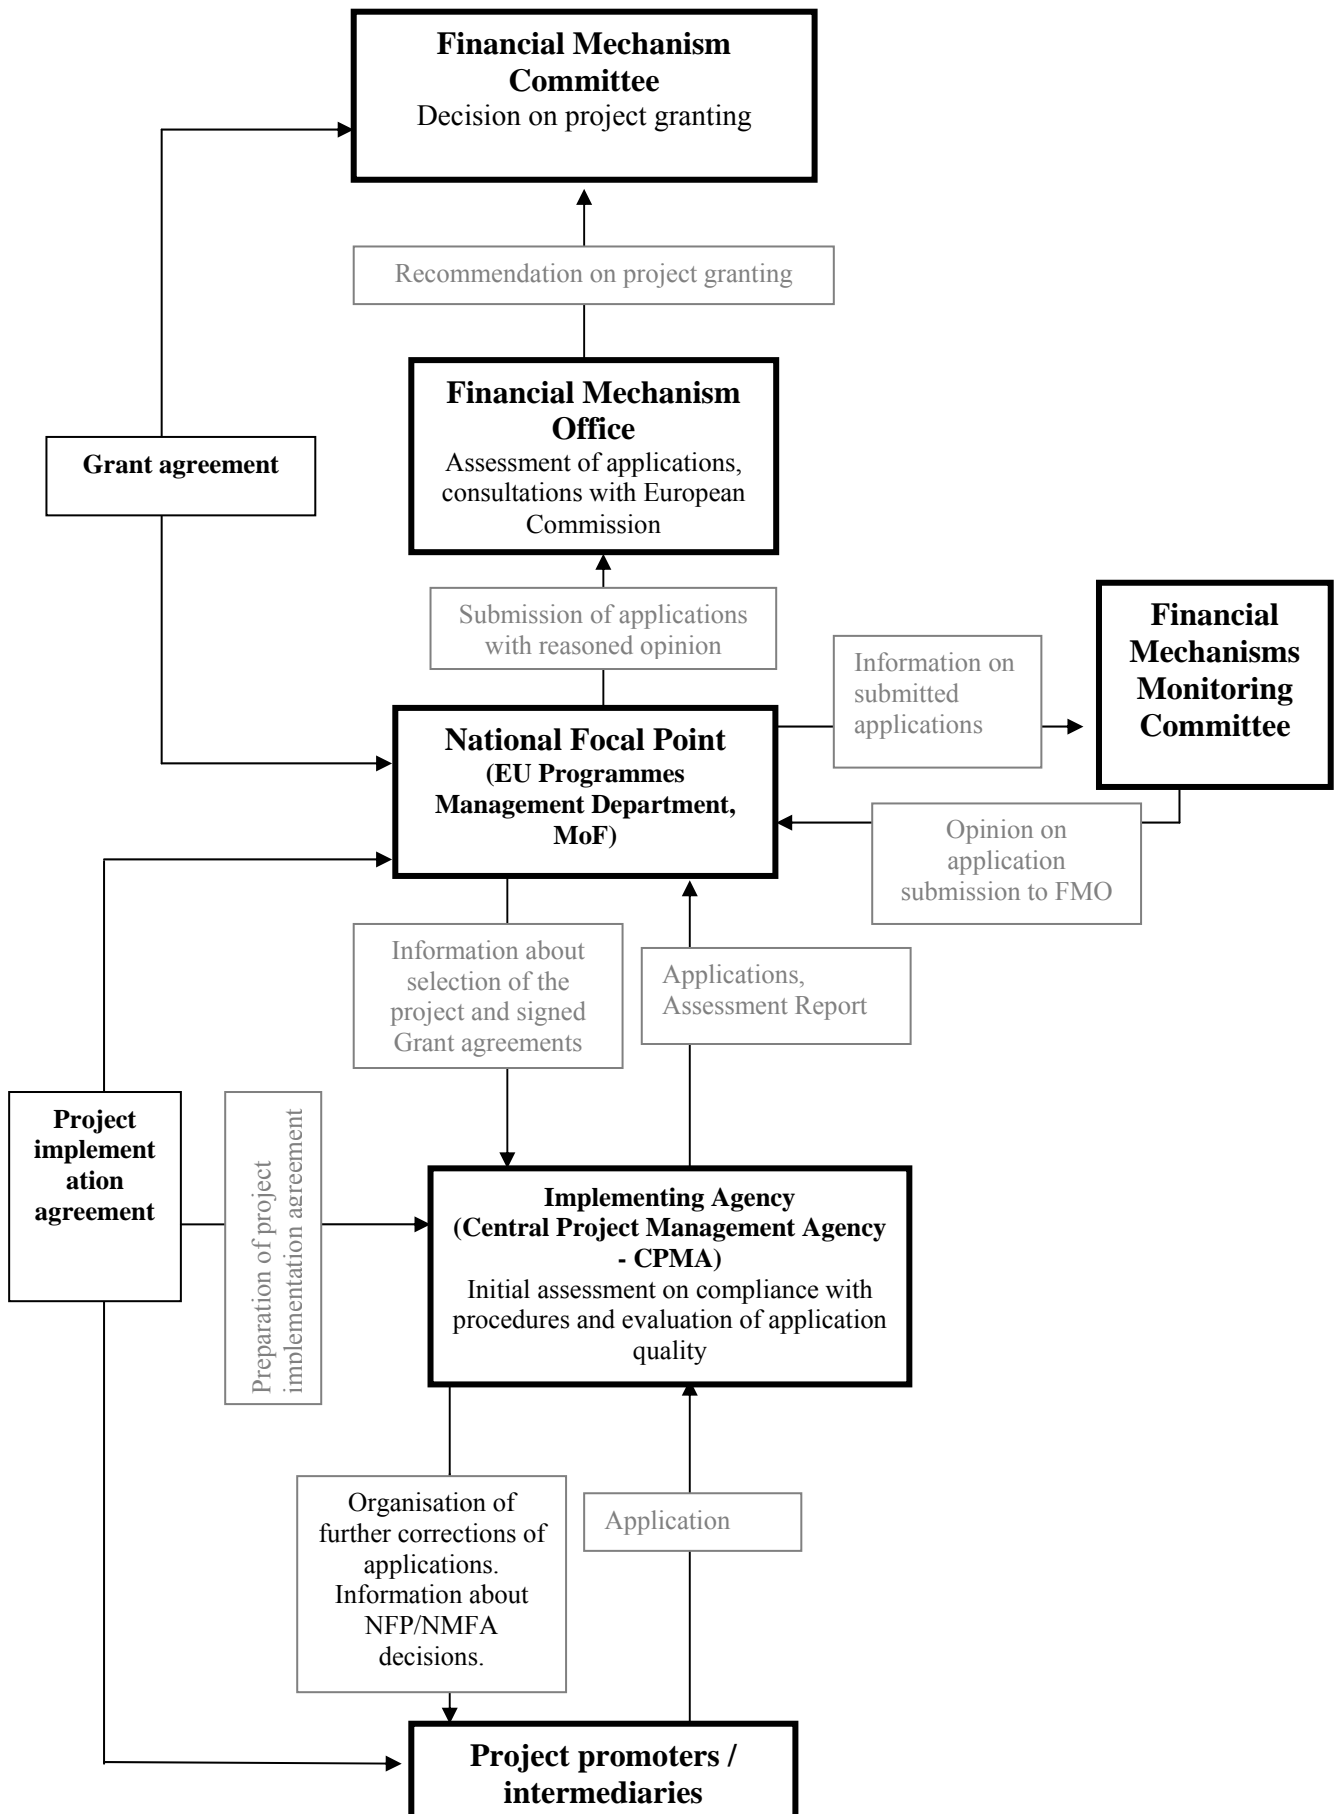 Financial Mechanism
Committee
Decision on project granting
Recommendation on project granting
Financial Mechanism
Office
Assessment of applications,
consultations with European
Commission
Grant agreement
Submission of applications
with reasoned opinion
Information on
submitted
applications
Financial
Mechanisms
Monitoring
Committee
National Focal Point
(EU Programmes
Management Department,
MoF)
Opinion on
application
submission to FMO
Information about
selection of the
project and signed
Grant agreements
Applications,
Assessment Report
Project
implement
ation
agreement
Preparation of project
implementation agreement
Implementing Agency
(Central Project Management Agency
- CPMA)
Initial assessment on compliance with
procedures and evaluation of application
quality
Organisation of
further corrections of
applications.
Information about
NFP/NMFA
decisions.
Application
Project promoters /
intermediaries